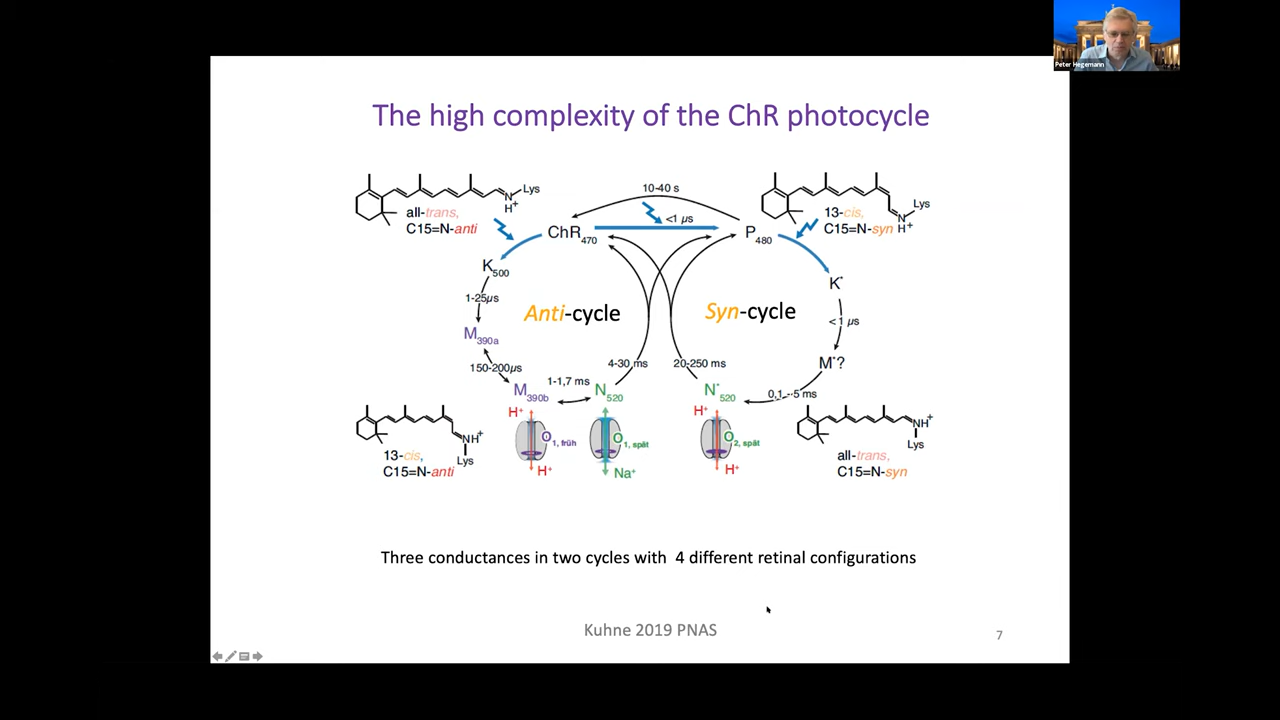 Peter Hegemann
The high complexity of the ChR photocycle
Lys
N
H+
all-trans,
C15=N-anti
10-40 s
<1 µs
ChR470
P480
Lys
N
H+
13-cis,
C15=N-syn
K500
1-25µs
M390a
150-200µs
M390b
1-1,7 ms
N520
4-30 ms
Anti-cycle
Syn-cycle
20-250 ms
N*520
K*
<1 µs
M*?
0,1--5 ms
H+
O1, früh
H+
O1, spät
Na+
H+
O2, spät
H+
NH+
Lys
13-cis,
C15=N-anti
NH+
Lys
all-trans,
C15=N-syn
Three conductances in two cycles with 4 different retinal configurations
Kuhne 2019 PNAS
7